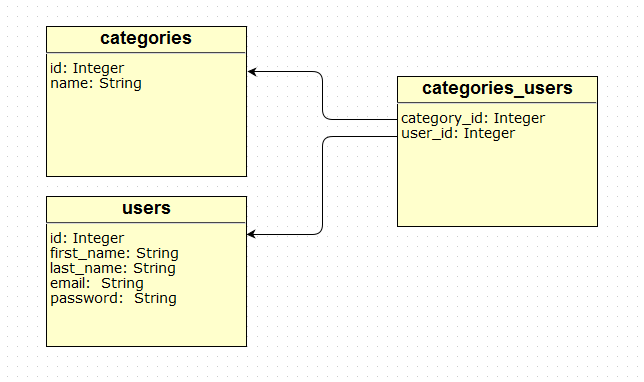 categories
id: Integer
name: String
categories_users
category_id: Integer
user_id: Integer
users
id: Integer
first_name: String
last_name: String
email:  String
password:  String